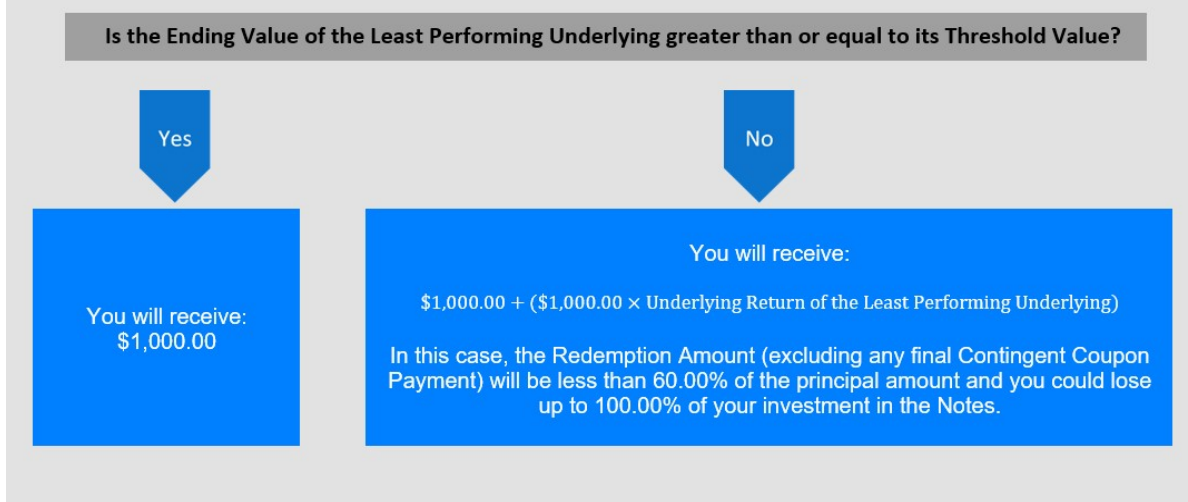 Is the Ending Value of the Least Performing Underlying greater than or equal to its Threshold Value?
Yes
No
You will receive:
$1,000.00
You will receive:
$1,000.00 + ($1,000.00 × Underlying Return of the Least Performing Underlying)
In this case, the Redemption Amount (excluding any final Contingent Coupon
Payment) will be less than 60.00% of the principal amount and you could lose
up to 100.00% of your investment in the Notes.